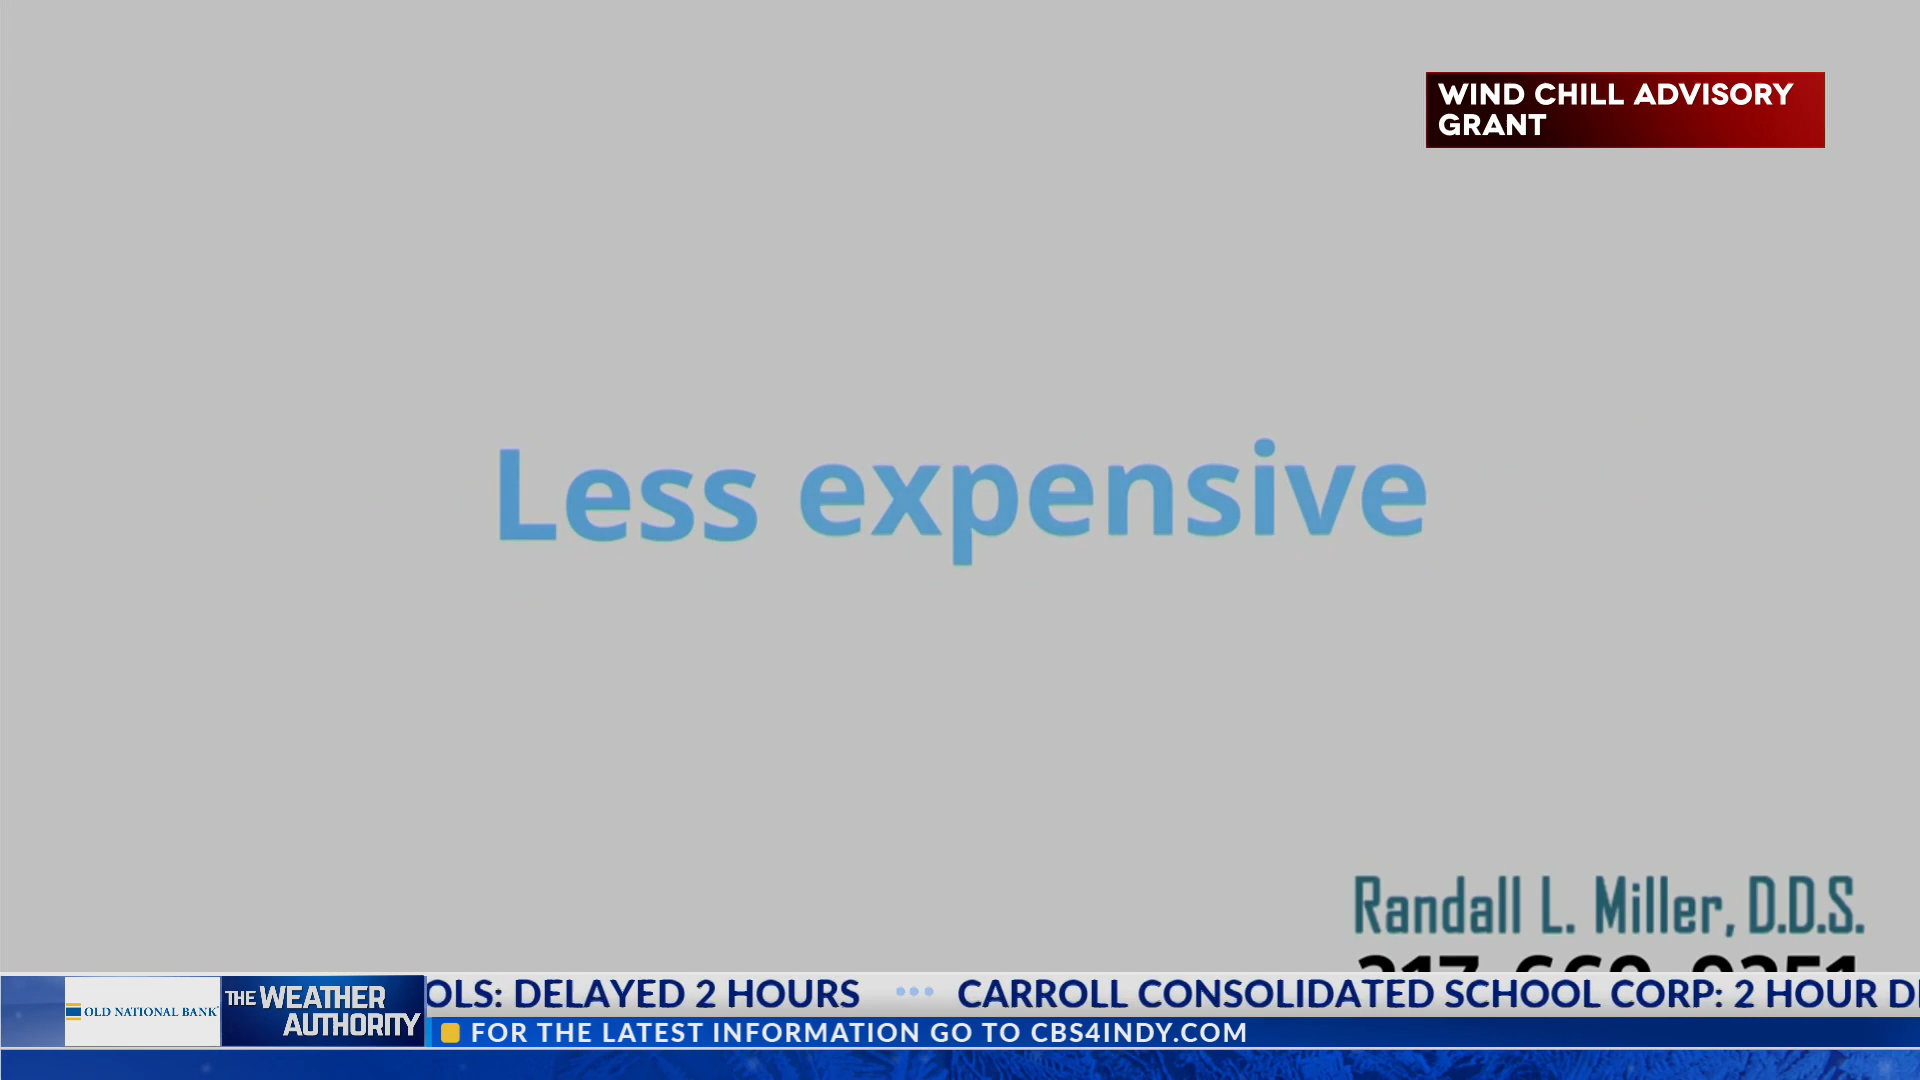 WIND CHILL ADVISORY
GRANT
Less expensive
Randall L. Miller, D.D.S.
OLD NATIONAL BANK
THE WEATHER
AUTHORITY
OLS: DELAYED 2 HOURS ••• CARROLL CONSOLIDATED SCHOOL CORP: 2 HOUR D
FOR THE LATEST INFORMATION GO TO CBS4INDY.COM